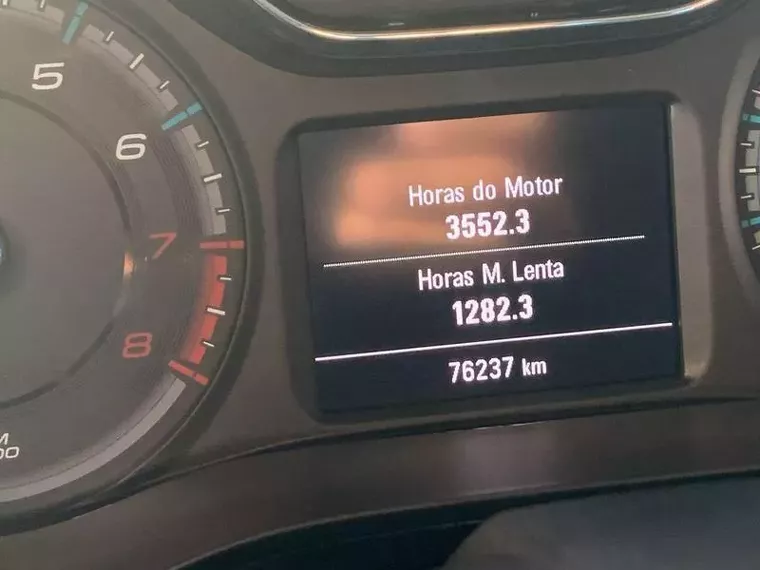 5
6
7
8
Horas do Motor
3552.3
Horas M. Lenta
1282.3
76237 km